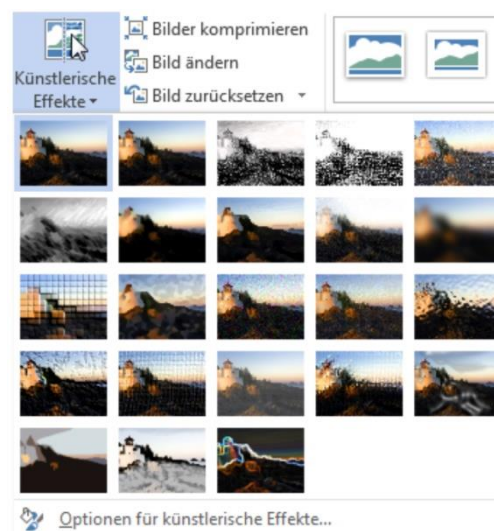 Künstlerische
Effekte
Bilder komprimieren
Bild ändern
Bild zurücksetzen
Optionen für künstlerische Effekte...